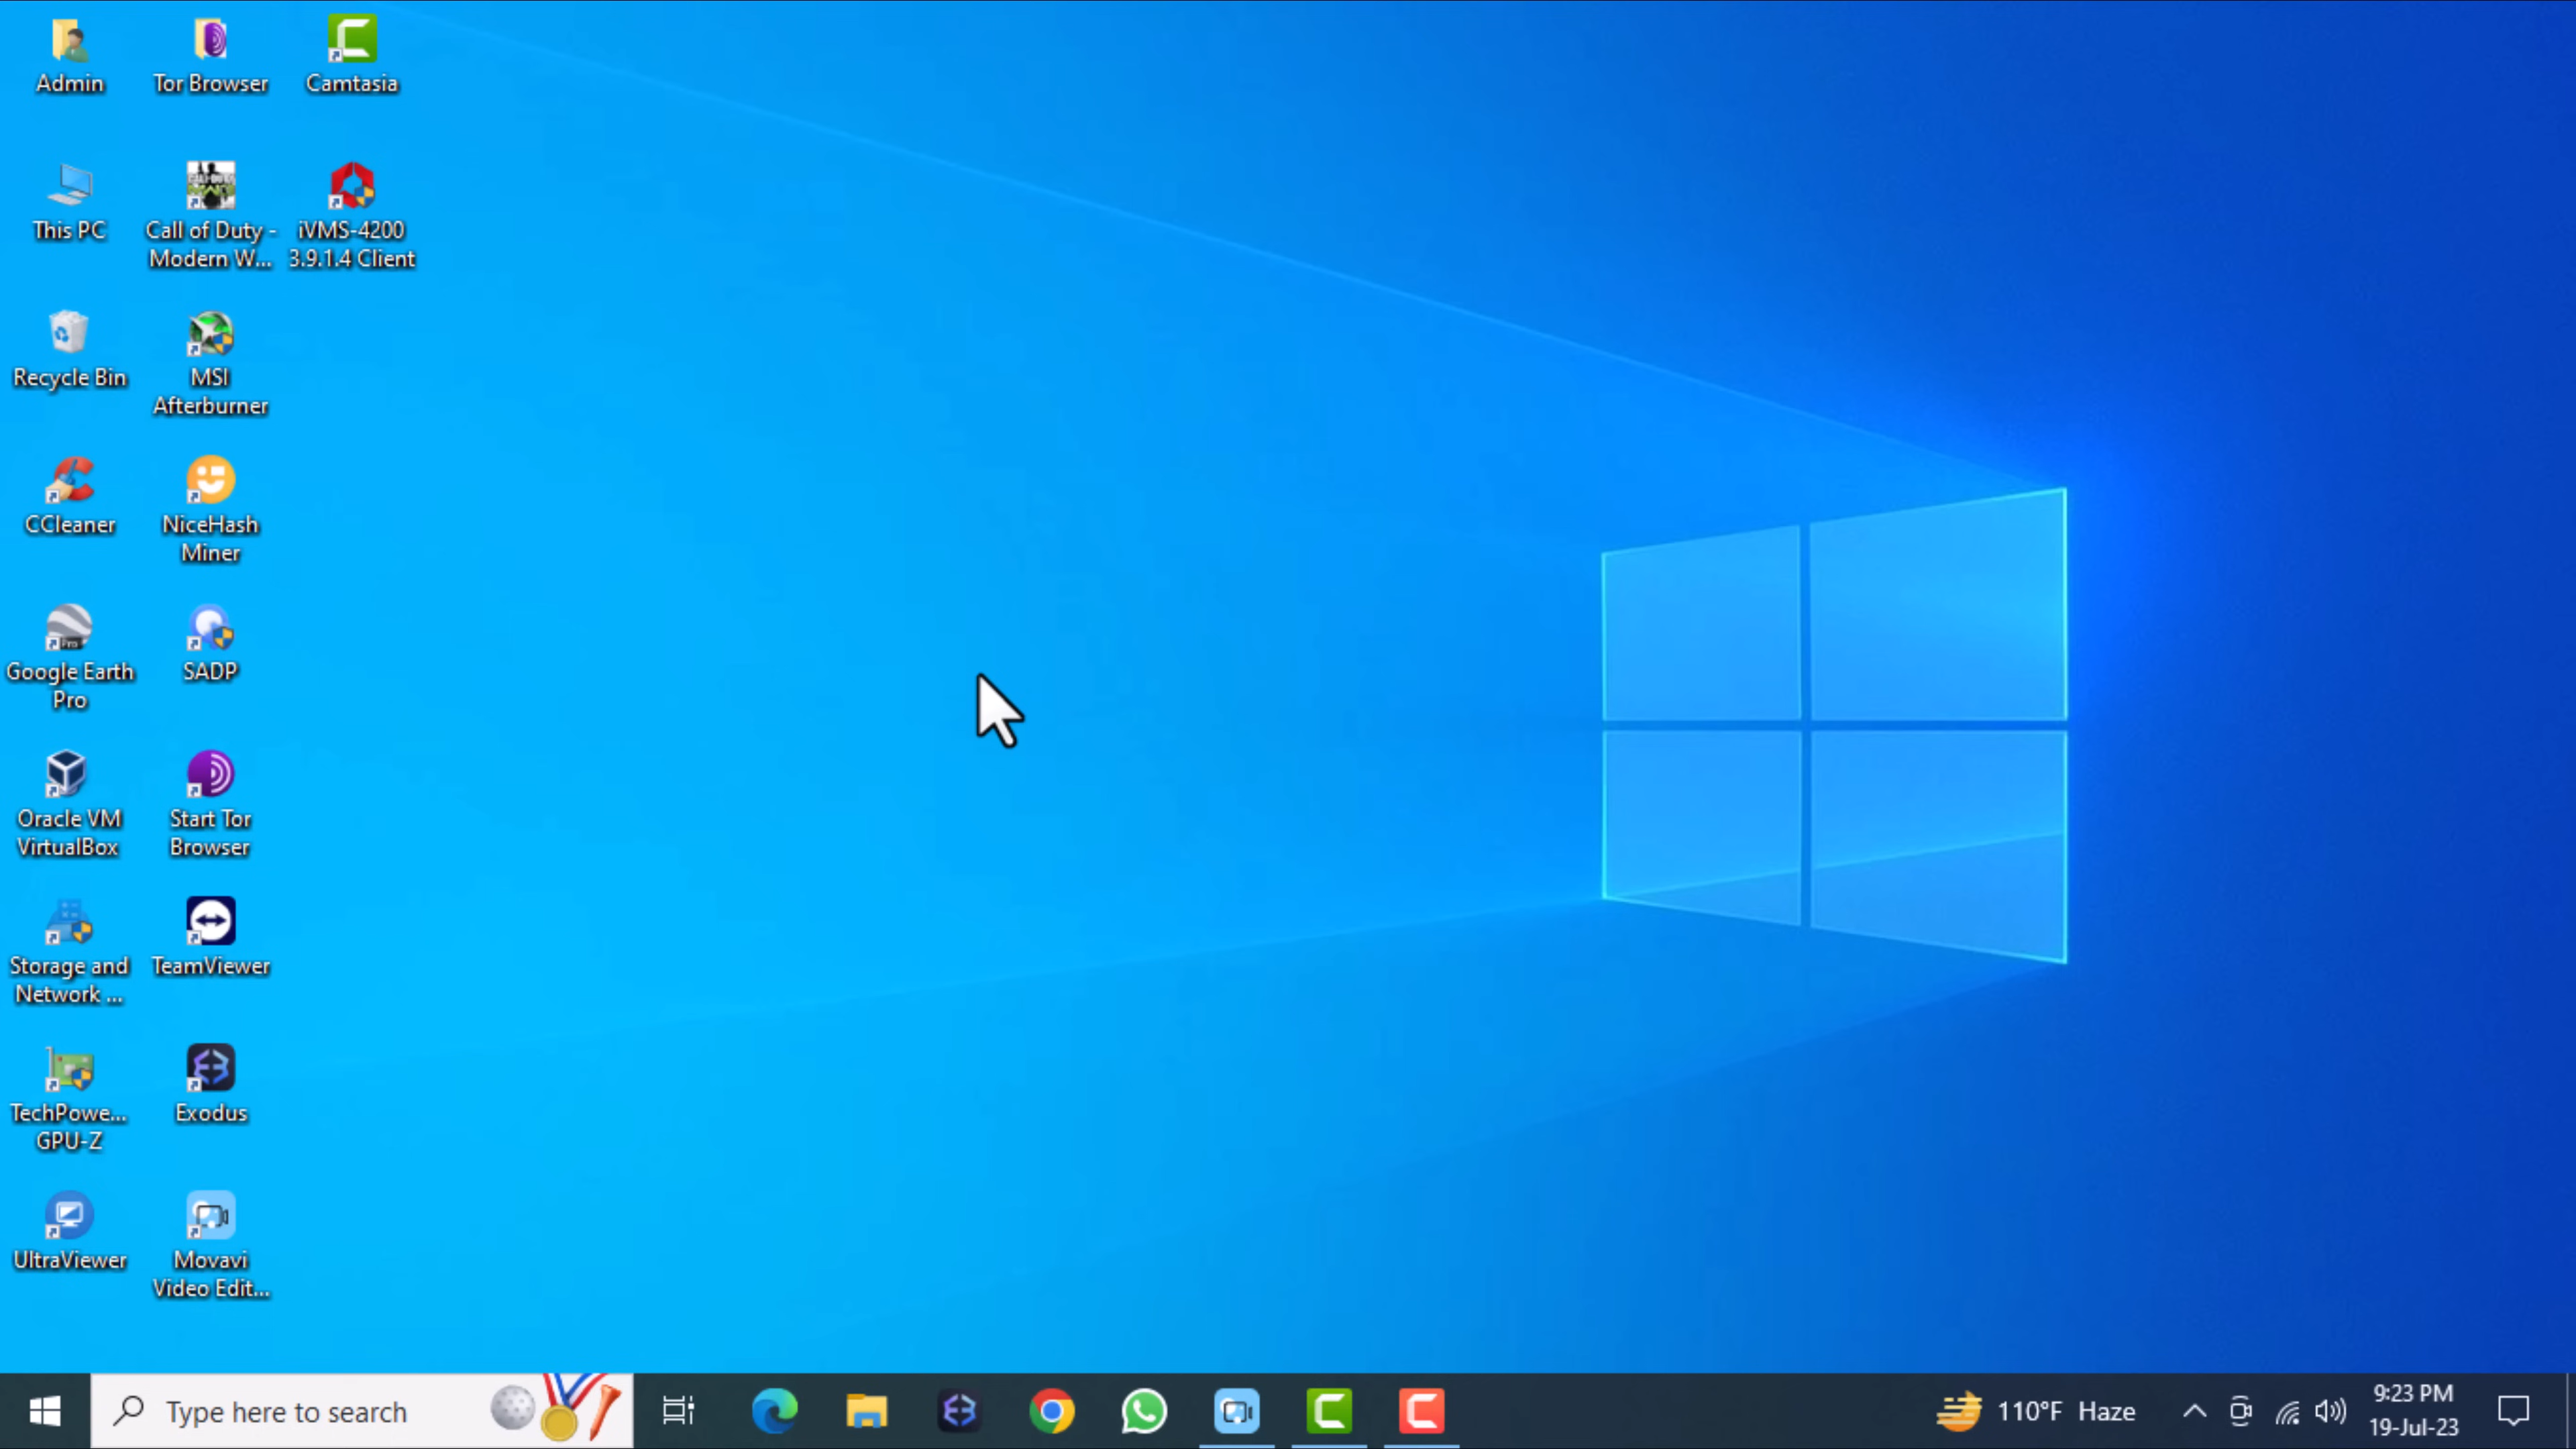 Admin
Tor Browser
Camtasia
This PC
Call of Duty -
Modern W...
iVMS-4200
3.9.1.4 Client
Recycle Bin
MSI
Afterburner
CCleaner
NiceHash
Miner
Google Earth
Pro
SADP
Oracle VM
VirtualBox
Start Tor
Browser
Storage and
Network ...
TeamViewer
TechPowe...
GPU-Z
Exodus
UltraViewer
Movavi
Video Edit...
Type here to search
110°F Haze
9:23 PM
19-Jul-23